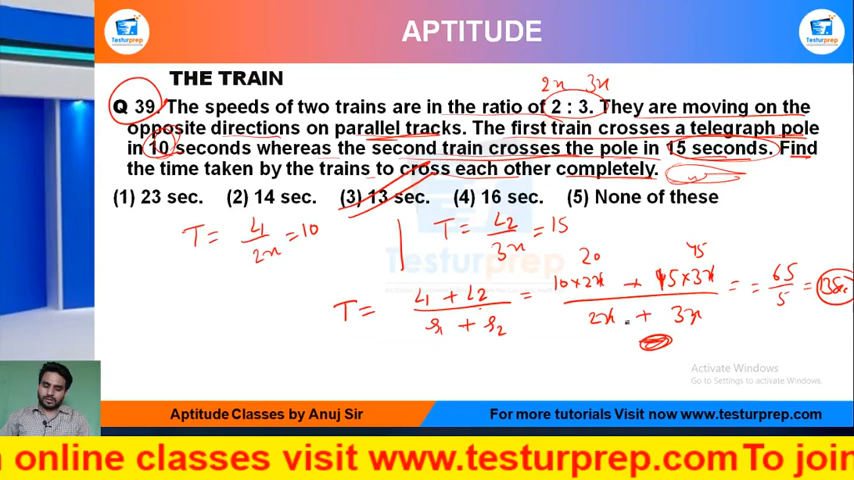 APTITUDE
Testurprep
Testurprep
THE TRAIN
2x 3x
Q 39. The speeds of two trains are in the ratio of 2 : 3. They are moving on the
opposite directions on parallel tracks. The first train crosses a telegraph pole
in 10 seconds whereas the second train crosses the pole in 15 seconds. Find
the time taken by the trains to cross each other completely.
(1) 23 sec. (2) 14 sec. (3) 13 sec. (4) 16 sec. (5) None of these
T = L1/2x = 10 T = L2/3x = 15
Testurprep
20 45
T = L1 + L2 / s1 + s2 = 10×2x + 15×3x / 2x + 3x = = 65/5 = 13sec
Activate Windows
Go to Settings to activate Windows.
Aptitude Classes by Anuj Sir For more tutorials Visit now www.testurprep.com
online classes visit www.testurprep.com To join